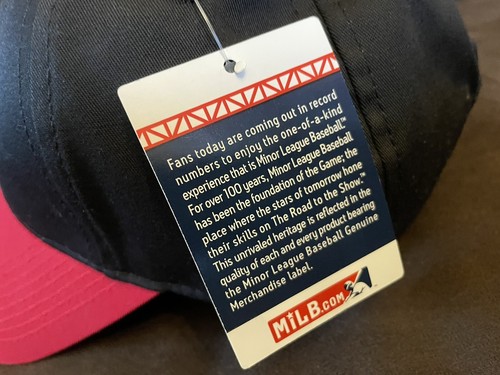 Fans today are coming out in record
numbers to enjoy the one-of-a-kind
experience that is Minor League Baseball.™
For over 100 years, Minor League Baseball
has been the foundation of the Game; the
place where the stars of tomorrow hone
their skills on The Road to the Show.™
This unrivaled heritage is reflected in the
quality of each and every product bearing
the Minor League Baseball Genuine
Merchandise label.
MiLB.COM